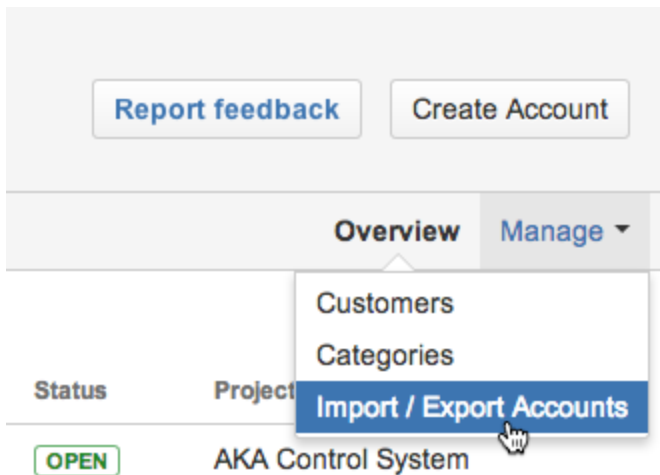 Report feedback Create Account
Overview Manage
Customers
Categories
Status Project Import / Export Accounts
OPEN AKA Control System